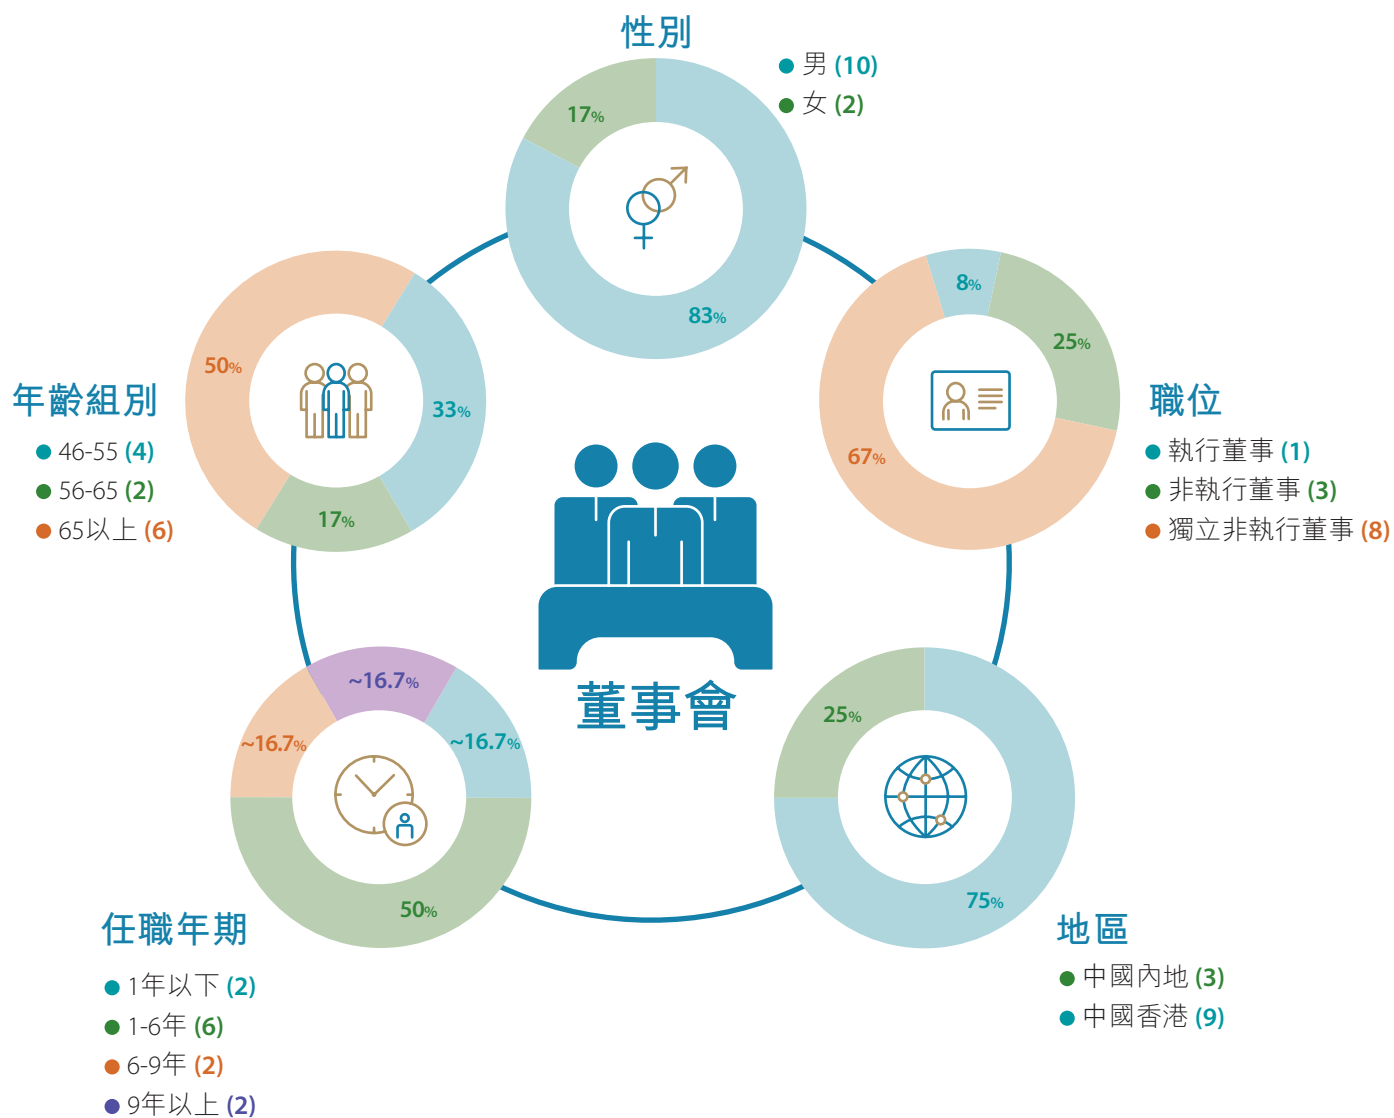 性別
男 (10)
女 (2)
17%
83%
年齡組別
46-55 (4)
56-65 (2)
65以上 (6)
50%
33%
17%
職位
執行董事 (1)
非執行董事 (3)
獨立非執行董事 (8)
8%
25%
67%
董事會
任職年期
1年以下 (2)
1-6年 (6)
6-9年 (2)
9年以上 (2)
~16.7%
~16.7%
~16.7%
50%
地區
中國內地 (3)
中國香港 (9)
25%
75%